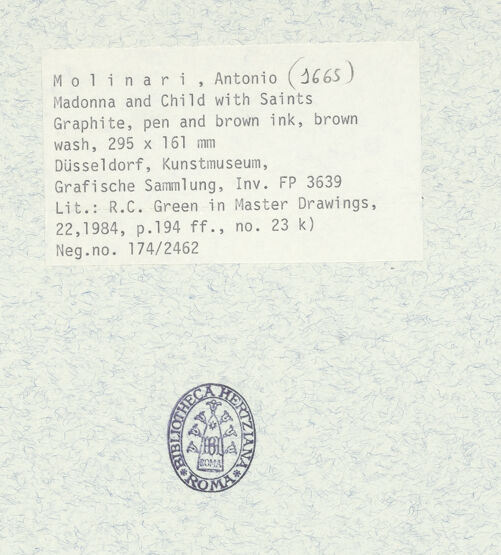 M o l i n a r i , Antonio (1665)
Madonna and Child with Saints
Graphite, pen and brown ink, brown
wash, 295 x 161 mm
Düsseldorf, Kunstmuseum,
Grafische Sammlung, Inv. FP 3639
Lit.: R.C. Green in Master Drawings,
22,1984, p.194 ff., no. 23 k)
Neg.no. 174/2462
BIBLIOTHECA HERTZIANA
ROMA
* ROMA *